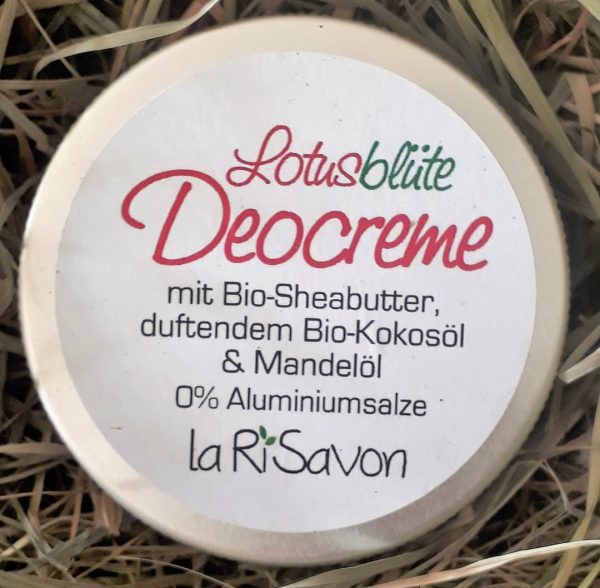 Lotusblüte
Deocreme
mit Bio-Sheabutter,
duftendem Bio-Kokosöl
& Mandelöl
0% Aluminiumsalze
la RiSavon